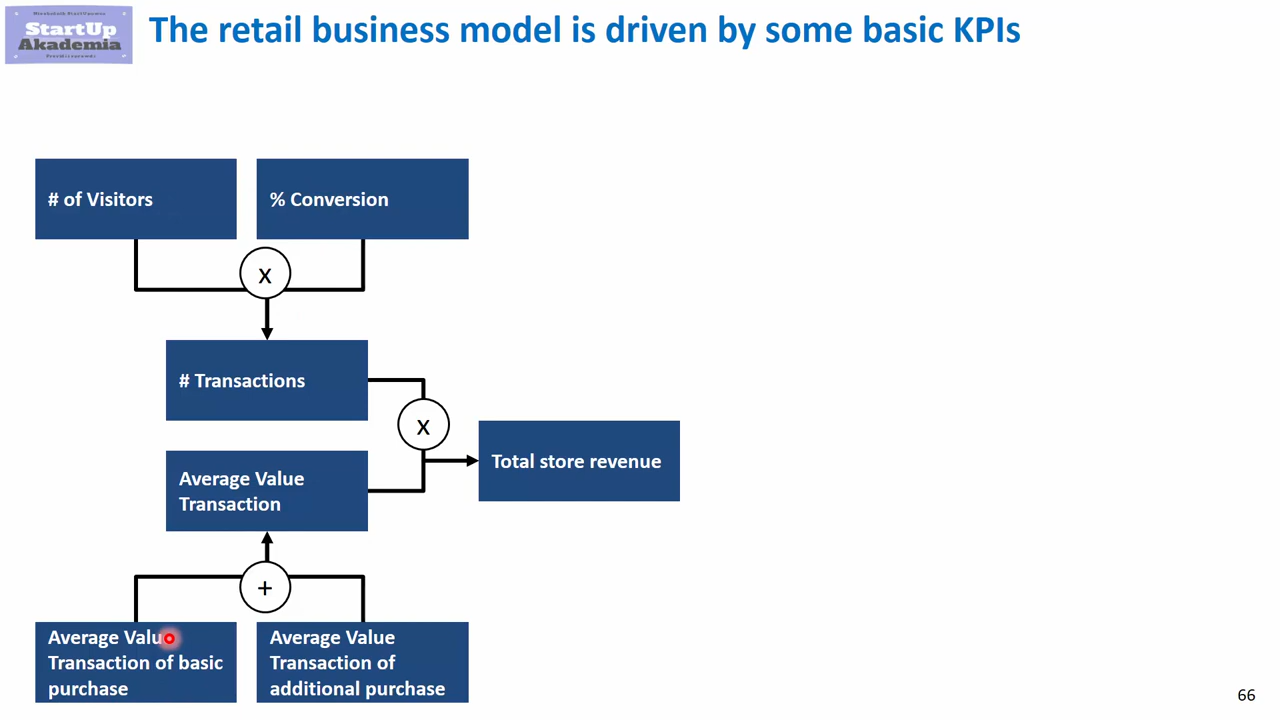 StartUp
Akademia
The retail business model is driven by some basic KPIs
# of Visitors
% Conversion
x
# Transactions
x
Average Value
Transaction
Total store revenue
+
Average Value
Transaction of basic
purchase
Average Value
Transaction of
additional purchase
66